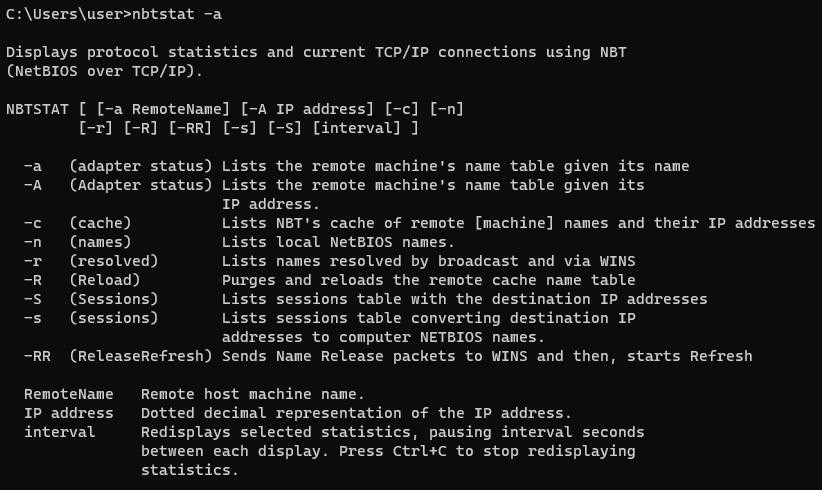 C:\Users\user>nbtstat -a
Displays protocol statistics and current TCP/IP connections using NBT
(NetBIOS over TCP/IP).
NBTSTAT [ [-a RemoteName] [-A IP address] [-c] [-n]
        [-r] [-R] [-RR] [-s] [-S] [interval] ]
  -a   (adapter status) Lists the remote machine's name table given its name
  -A   (Adapter status) Lists the remote machine's name table given its
                        IP address.
  -c   (cache)          Lists NBT's cache of remote [machine] names and their IP addresses
  -n   (names)          Lists local NetBIOS names.
  -r   (resolved)       Lists names resolved by broadcast and via WINS
  -R   (Reload)         Purges and reloads the remote cache name table
  -S   (Sessions)       Lists sessions table with the destination IP addresses
  -s   (sessions)       Lists sessions table converting destination IP
                        addresses to computer NETBIOS names.
  -RR  (ReleaseRefresh) Sends Name Release packets to WINS and then, starts Refresh
  RemoteName   Remote host machine name.
  IP address   Dotted decimal representation of the IP address.
  interval     Redisplays selected statistics, pausing interval seconds
               between each display. Press Ctrl+C to stop redisplaying
               statistics.